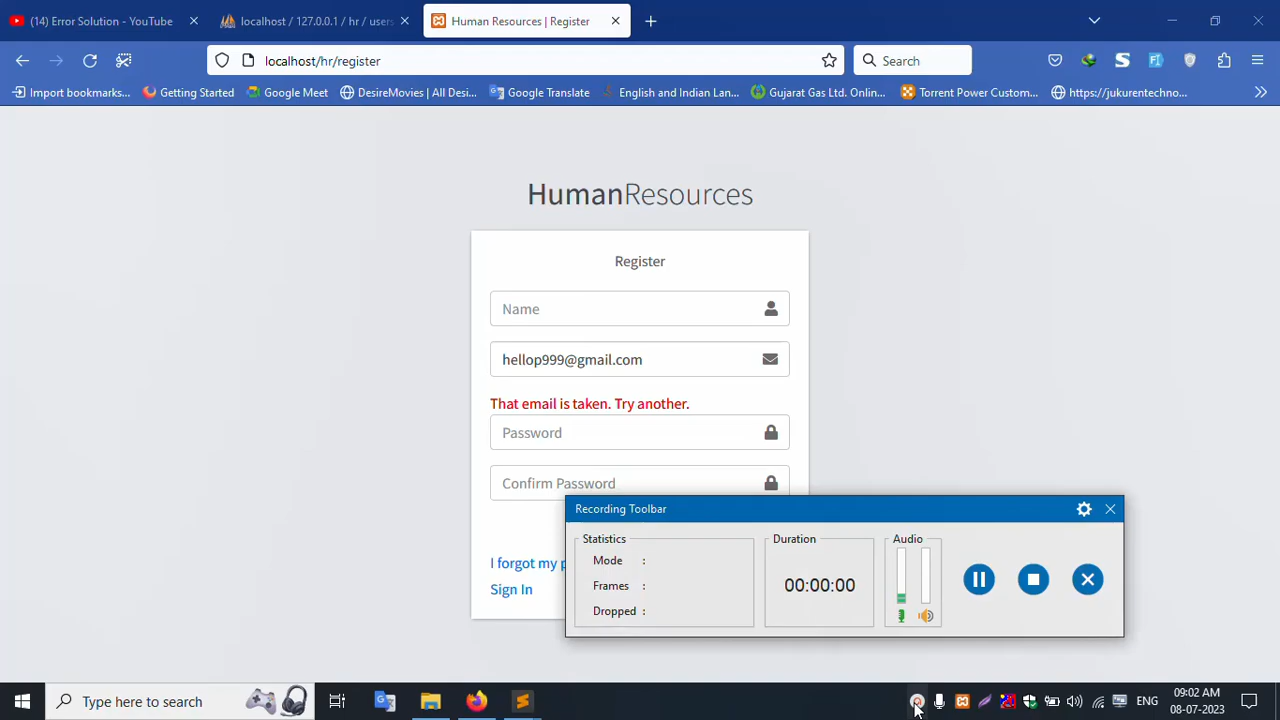 (14) Error Solution - YouTube
localhost / 127.0.0.1 / hr / users
Human Resources | Register
localhost/hr/register
Search
Import bookmarks...
Getting Started
Google Meet
DesireMovies | All Desi...
Google Translate
English and Indian Lan...
Gujarat Gas Ltd. Onlin...
Torrent Power Custom...
https://jukurentechno...
HumanResources
Register
Name
hellop999@gmail.com
That email is taken. Try another.
Password
Confirm Password
I forgot my p
Sign In
Recording Toolbar
Statistics
Mode :
Frames :
Dropped :
Duration
00:00:00
Audio
Type here to search
ENG
09:02 AM
08-07-2023